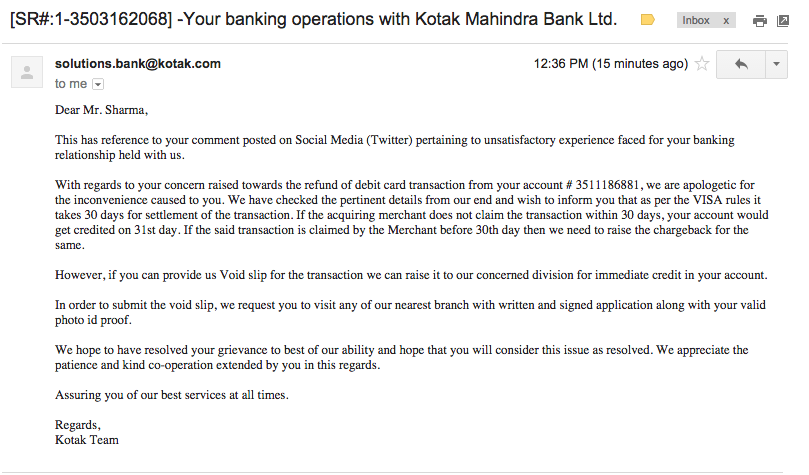 [SR#:1-3503162068] -Your banking operations with Kotak Mahindra Bank Ltd.
Inbox x
solutions.bank@kotak.com
12:36 PM (15 minutes ago)
to me
Dear Mr. Sharma,
This has reference to your comment posted on Social Media (Twitter) pertaining to unsatisfactory experience faced for your banking
relationship held with us.
With regards to your concern raised towards the refund of debit card transaction from your account # 3511186881, we are apologetic for
the inconvenience caused to you. We have checked the pertinent details from our end and wish to inform you that as per the VISA rules it
takes 30 days for settlement of the transaction. If the acquiring merchant does not claim the transaction within 30 days, your account would
get credited on 31st day. If the said transaction is claimed by the Merchant before 30th day then we need to raise the chargeback for the
same.
However, if you can provide us Void slip for the transaction we can raise it to our concerned division for immediate credit in your account.
In order to submit the void slip, we request you to visit any of our nearest branch with written and signed application along with your valid
photo id proof.
We hope to have resolved your grievance to best of our ability and hope that you will consider this issue as resolved. We appreciate the
patience and kind co-operation extended by you in this regards.
Assuring you of our best services at all times.
Regards,
Kotak Team